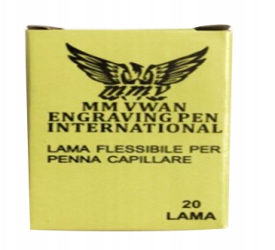 M.M.V
MM VWAN
ENGRAVING PEN
INTERNATIONAL
LAMA FLESSIBILE PER
PENNA CAPILLARE
20
LAMA